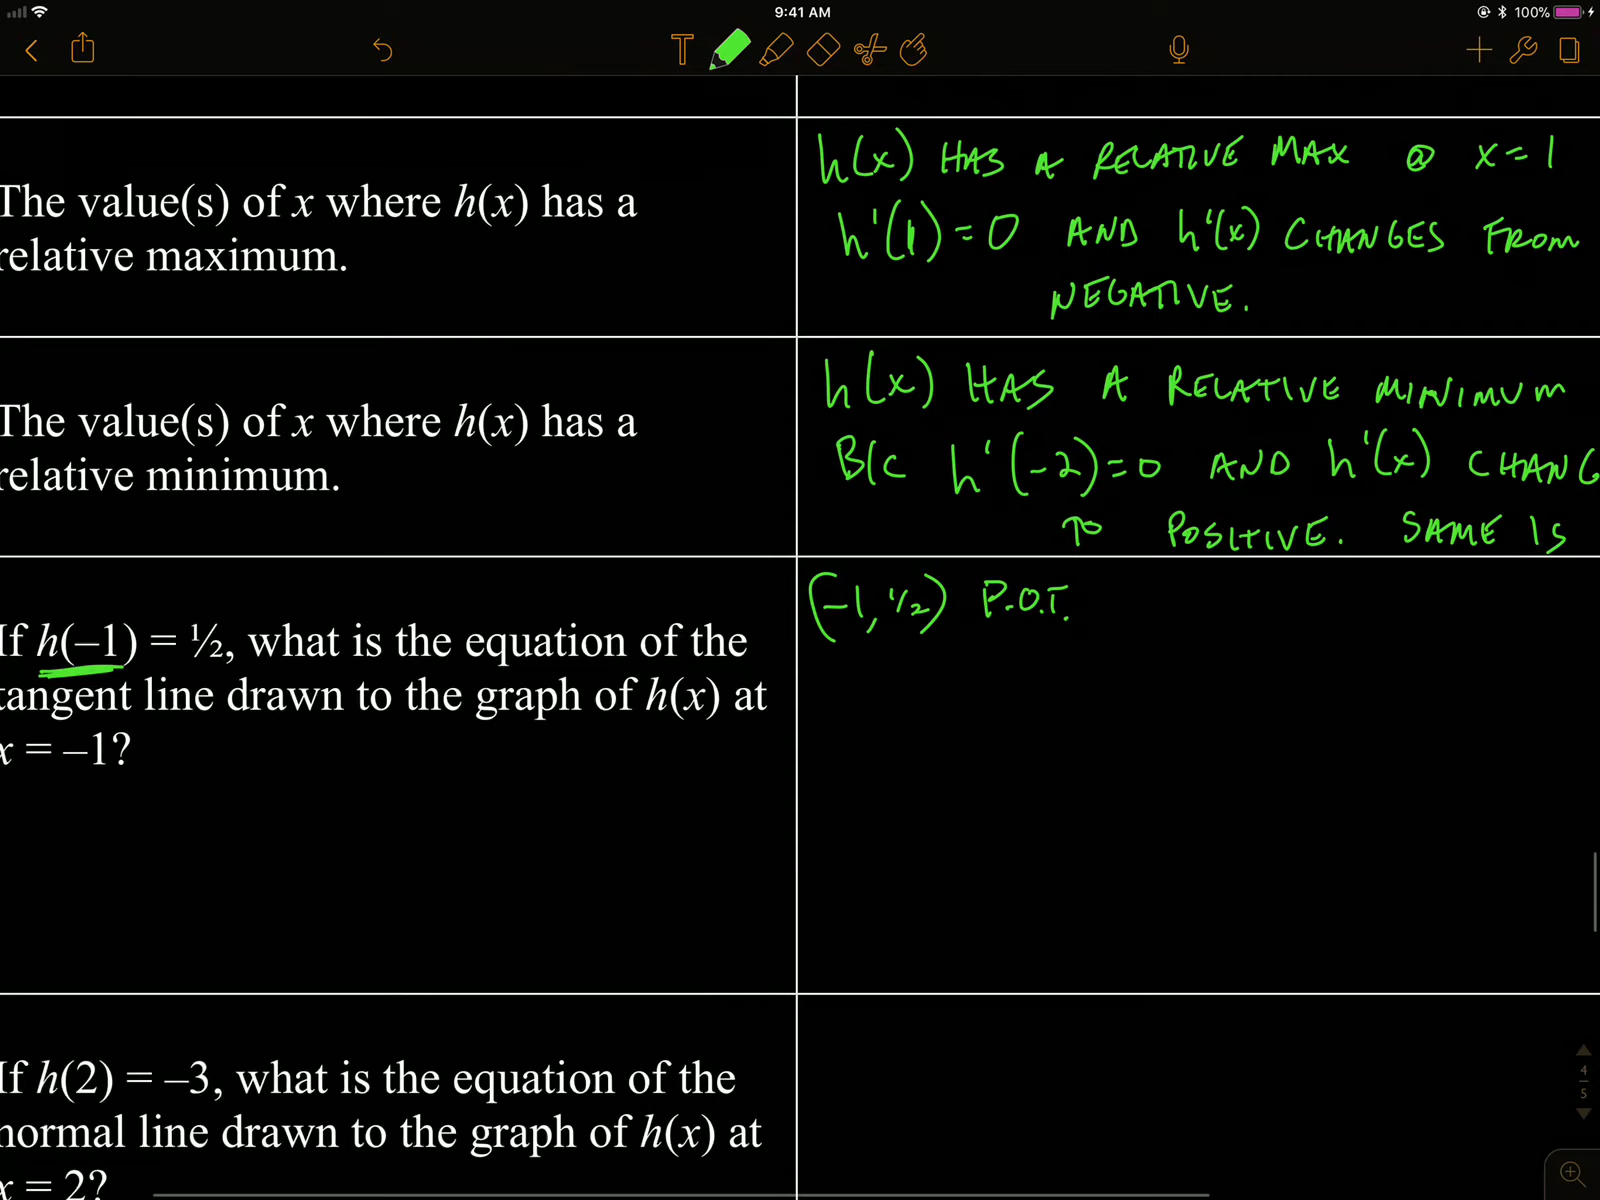 9:41 AM
100%
The value(s) of x where h(x) has a
relative maximum.
h(x) HAS A RELATIVE MAX @ x=1
h'(1)=0 AND h'(x) CHANGES FROM
NEGATIVE.
The value(s) of x where h(x) has a
relative minimum.
h(x) HAS A RELATIVE MINIMUM
B/C h'(-2)=0 AND h'(x) CHANG
TO POSITIVE. SAME IS
If h(–1) = ½, what is the equation of the
tangent line drawn to the graph of h(x) at
x = –1?
(-1, 1/2) P.O.T.
If h(2) = –3, what is the equation of the
normal line drawn to the graph of h(x) at
x = 2?
4
5